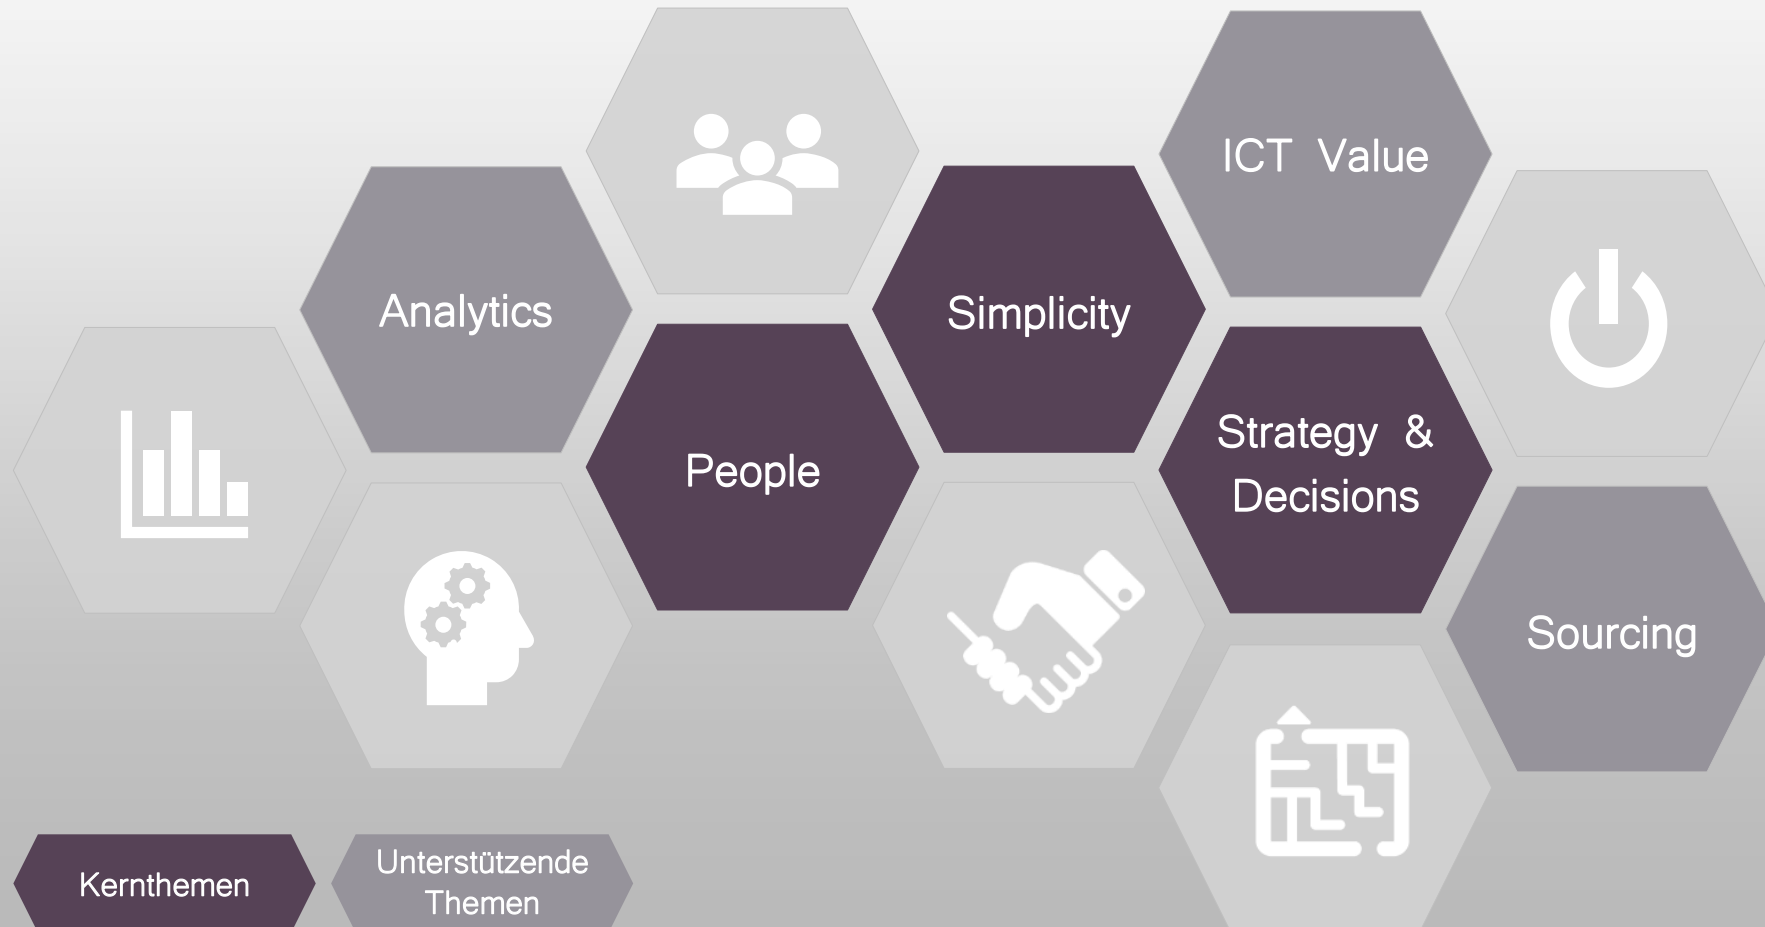 ICT Value
Analytics
Simplicity
People
Strategy &
Decisions
Sourcing
Kernthemen
Unterstützende
Themen